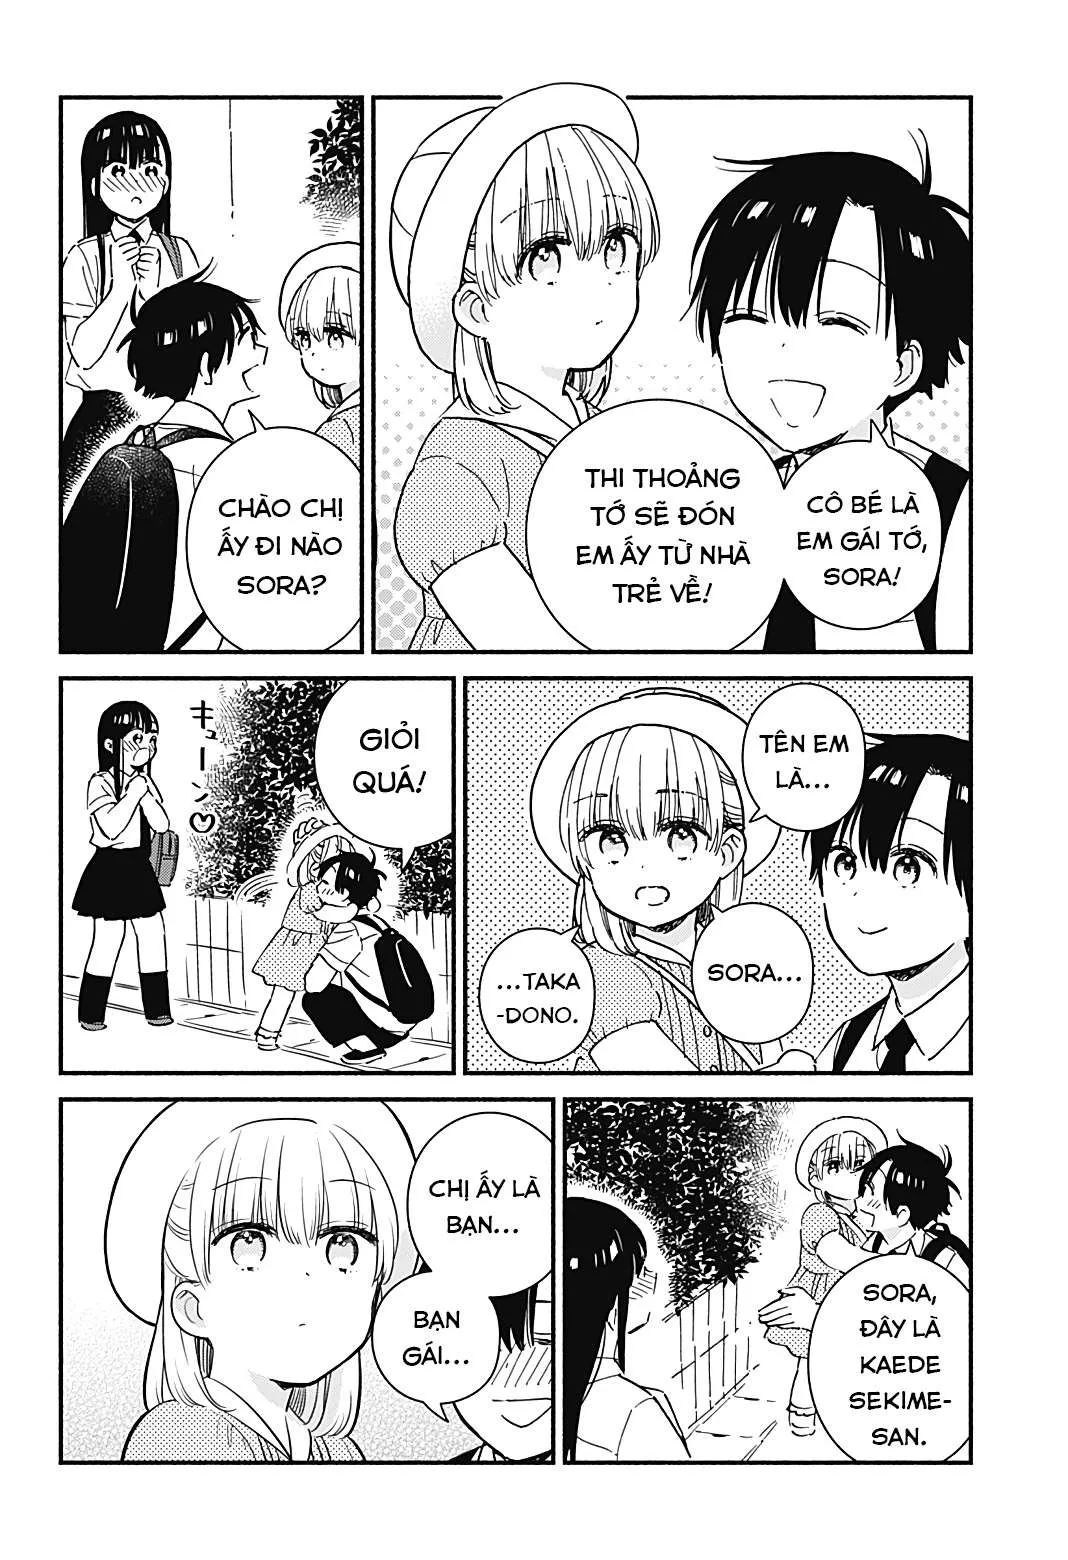 CÔ BÉ LÀ
EM GÁI TỚ,
SORA!
THI THOẢNG
TỚ SẼ ĐÓN
EM ẤY TỪ NHÀ
TRẺ VỀ!
CHÀO CHỊ
ẤY ĐI NÀO
SORA?
TÊN EM
LÀ...
SORA...
...TAKA
-DONO.
GIỎI
QUÁ!
キューン♡
SORA,
ĐÂY LÀ
KAEDE
SEKIME-
SAN.
CHỊ ẤY LÀ
BẠN...
BẠN
GÁI...